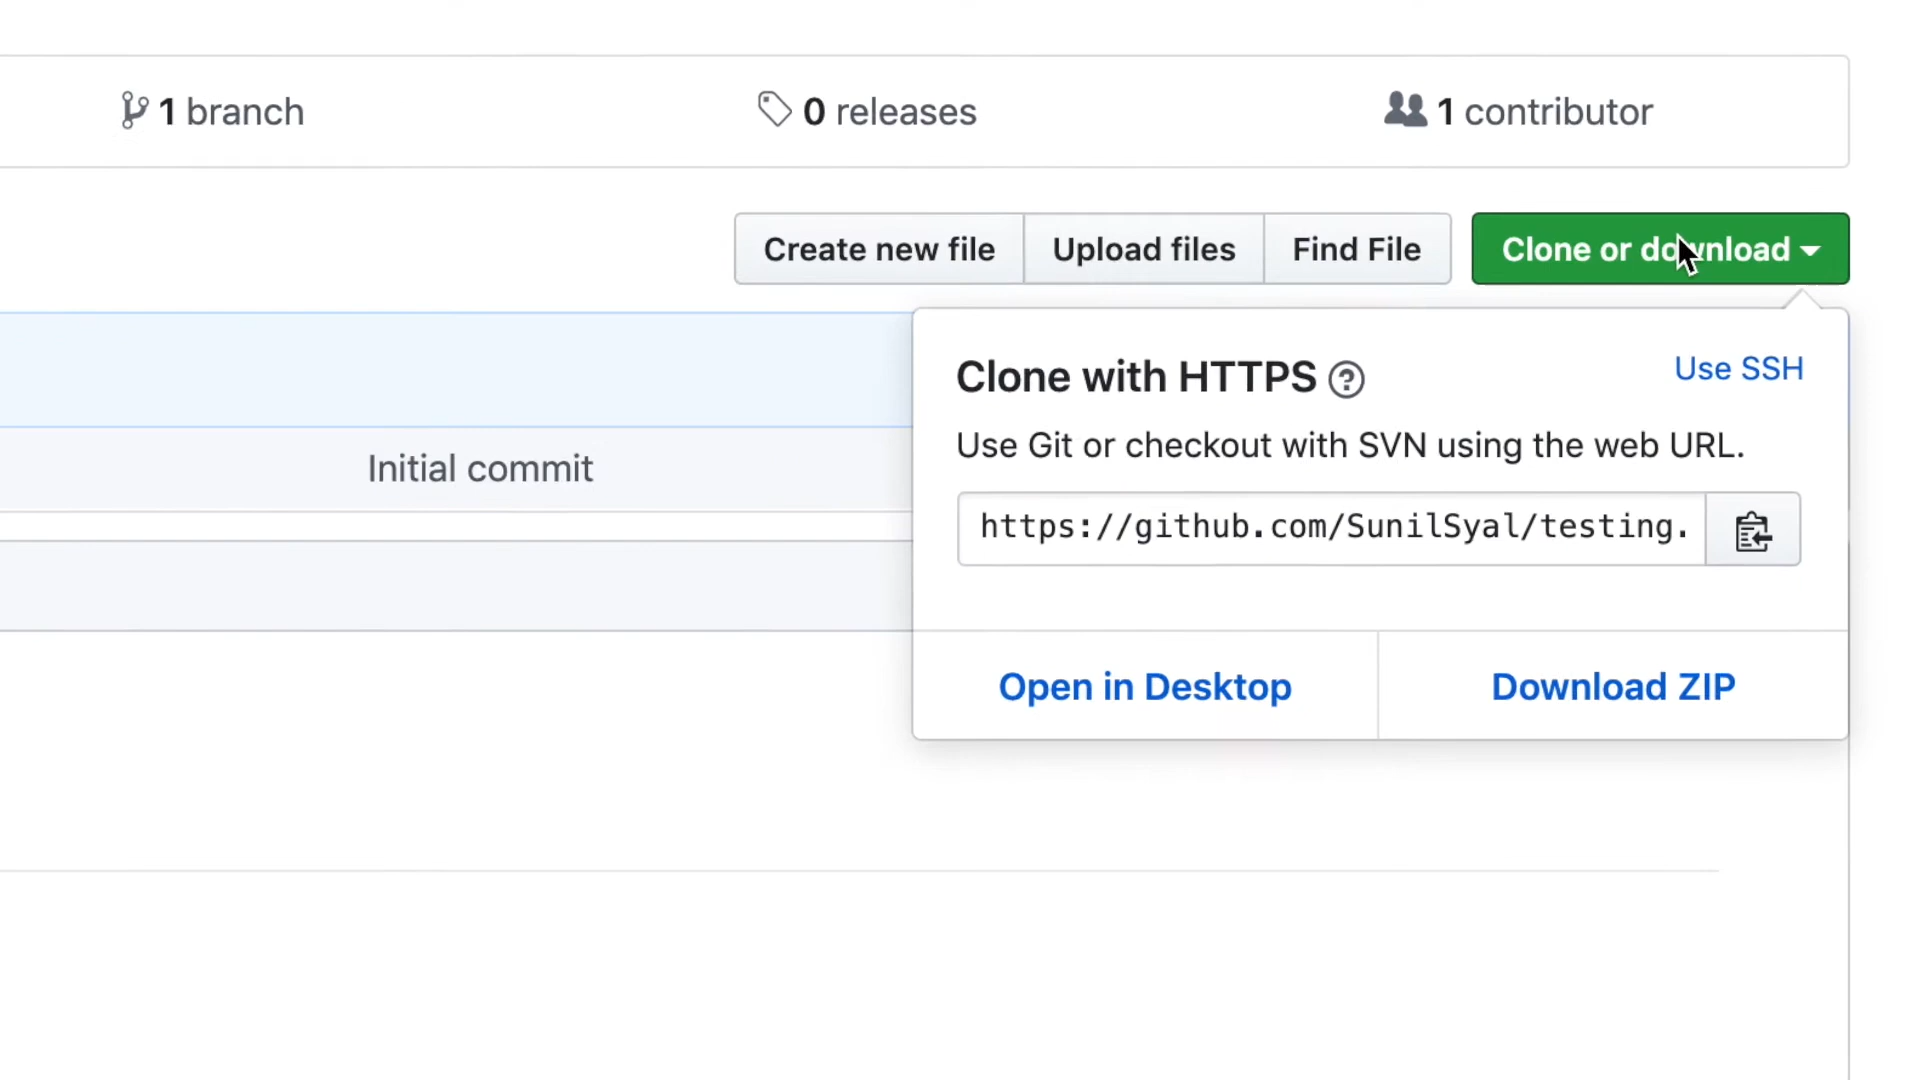 1 branch
0 releases
1 contributor
Create new file
Upload files
Find File
Clone or download
Clone with HTTPS
Use SSH
Use Git or checkout with SVN using the web URL.
Initial commit
https://github.com/SunilSyal/testing.
Open in Desktop
Download ZIP